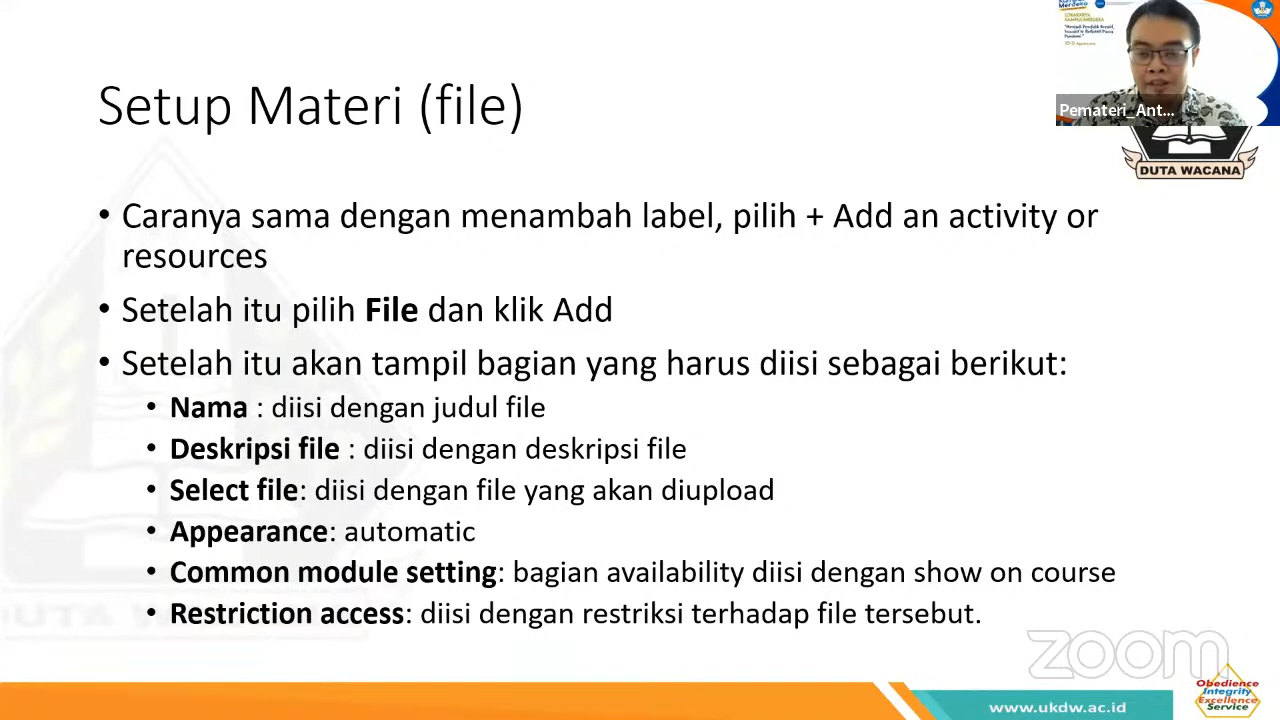 Setup Materi (file)
Pemateri_Ant...
DUTA WACANA
• Caranya sama dengan menambah label, pilih + Add an activity or
resources
• Setelah itu pilih File dan klik Add
• Setelah itu akan tampil bagian yang harus diisi sebagai berikut:
• Nama : diisi dengan judul file
• Deskripsi file : diisi dengan deskripsi file
• Select file: diisi dengan file yang akan diupload
• Appearance: automatic
• Common module setting: bagian availability diisi dengan show on course
• Restriction access: diisi dengan restriksi terhadap file tersebut.
zoom
www.ukdw.ac.id
Obedience
Integrity
Excellence
Service